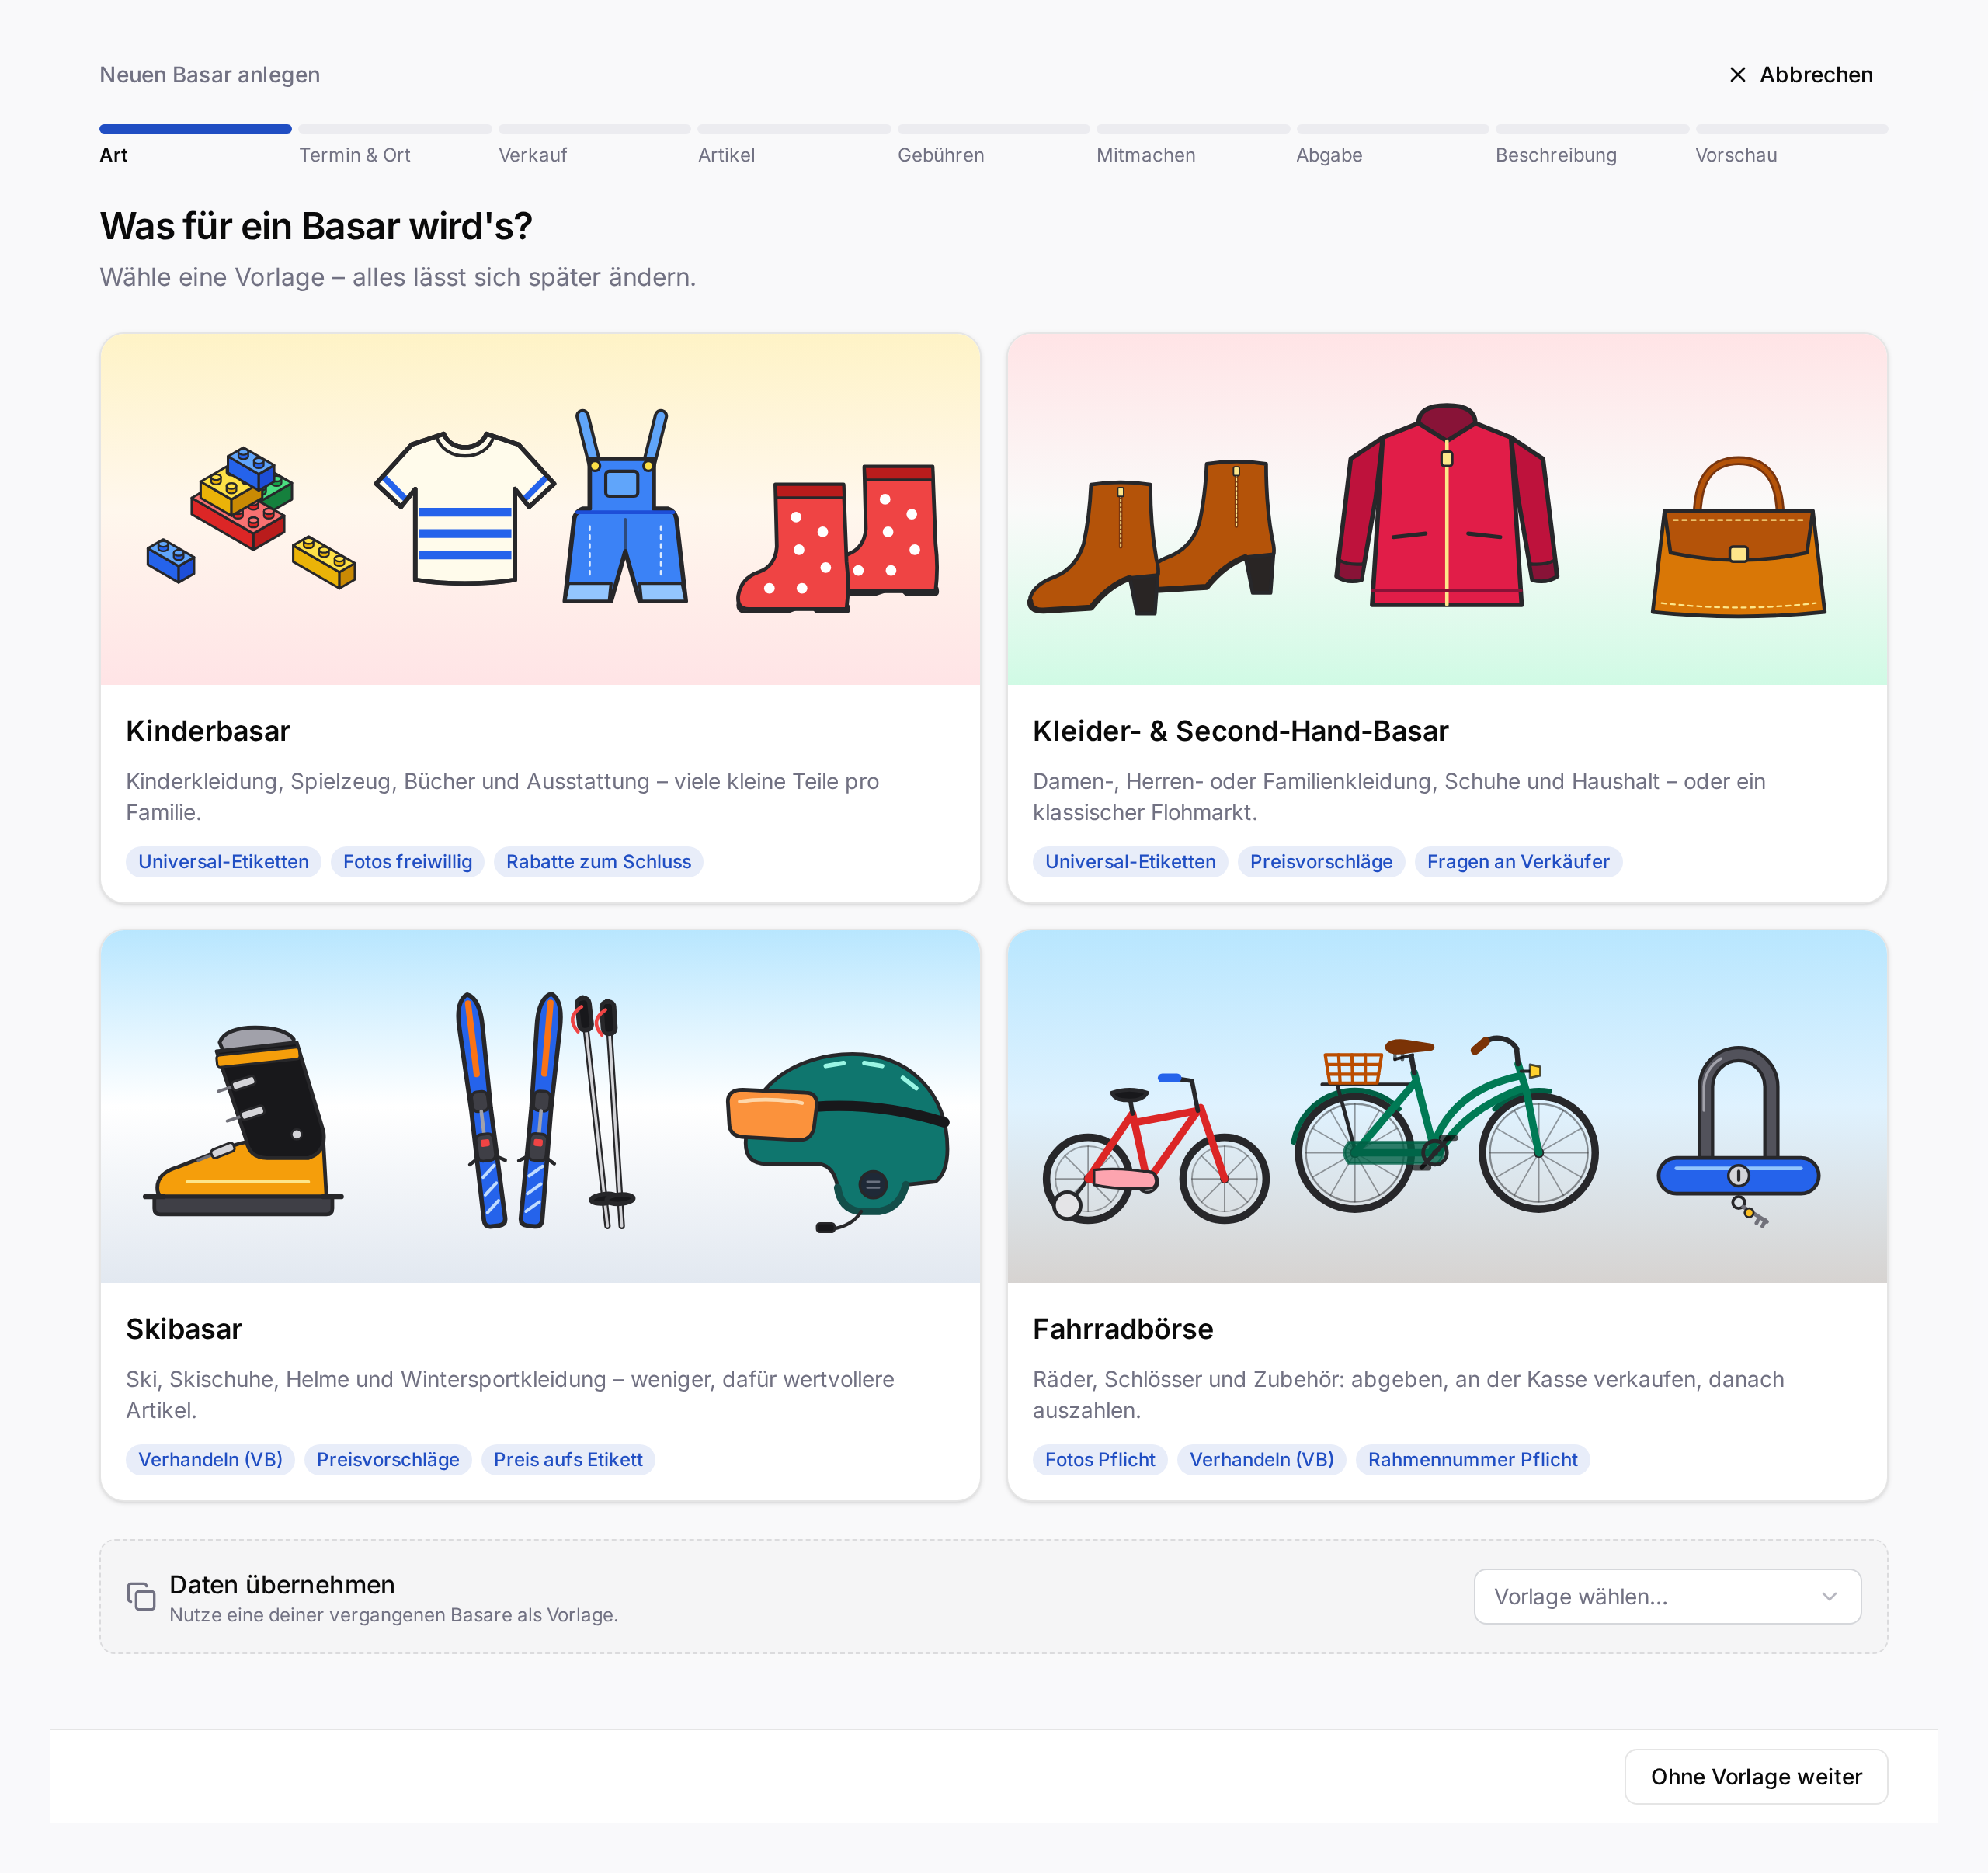 Neuen Basar anlegen
Abbrechen
Art
Termin & Ort
Verkauf
Artikel
Gebühren
Mitmachen
Abgabe
Beschreibung
Vorschau
Was für ein Basar wird's?
Wähle eine Vorlage – alles lässt sich später ändern.
Kinderbasar
Kinderkleidung, Spielzeug, Bücher und Ausstattung – viele kleine Teile pro
Familie.
Universal-Etiketten
Fotos freiwillig
Rabatte zum Schluss
Kleider- & Second-Hand-Basar
Damen-, Herren- oder Familienkleidung, Schuhe und Haushalt – oder ein
klassischer Flohmarkt.
Universal-Etiketten
Preisvorschläge
Fragen an Verkäufer
Skibasar
Ski, Skischuhe, Helme und Wintersportkleidung – weniger, dafür wertvollere
Artikel.
Verhandeln (VB)
Preisvorschläge
Preis aufs Etikett
Fahrradbörse
Räder, Schlösser und Zubehör: abgeben, an der Kasse verkaufen, danach
auszahlen.
Fotos Pflicht
Verhandeln (VB)
Rahmennummer Pflicht
Daten übernehmen
Nutze eine deiner vergangenen Basare als Vorlage.
Vorlage wählen...
Ohne Vorlage weiter